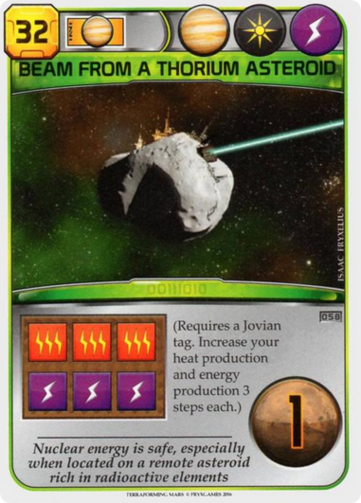 32
BEAM FROM A THORIUM ASTEROID
ISAAC FRYXELIUS
0011010
058
(Requires a Jovian
tag. Increase your
heat production
and energy
production 3
steps each.)
1
Nuclear energy is safe, especially
when located on a remote asteroid
rich in radioactive elements
TERRAFORMING MARS © FRYXGAMES 2016